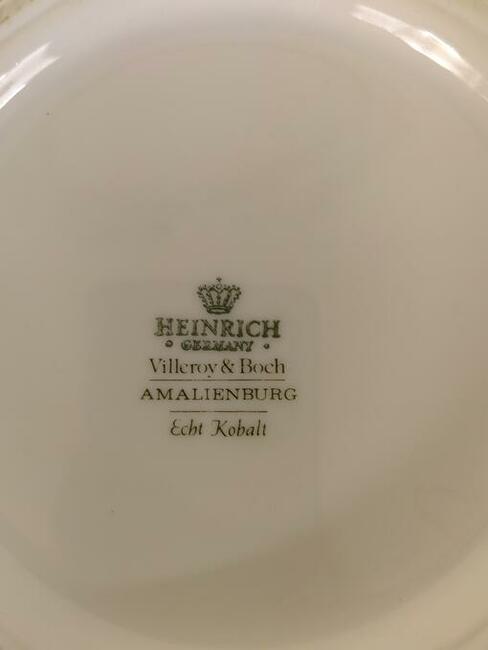 HEINRICH
• GERMANY •
Villeroy & Boch
AMALIENBURG
Echt Kobalt